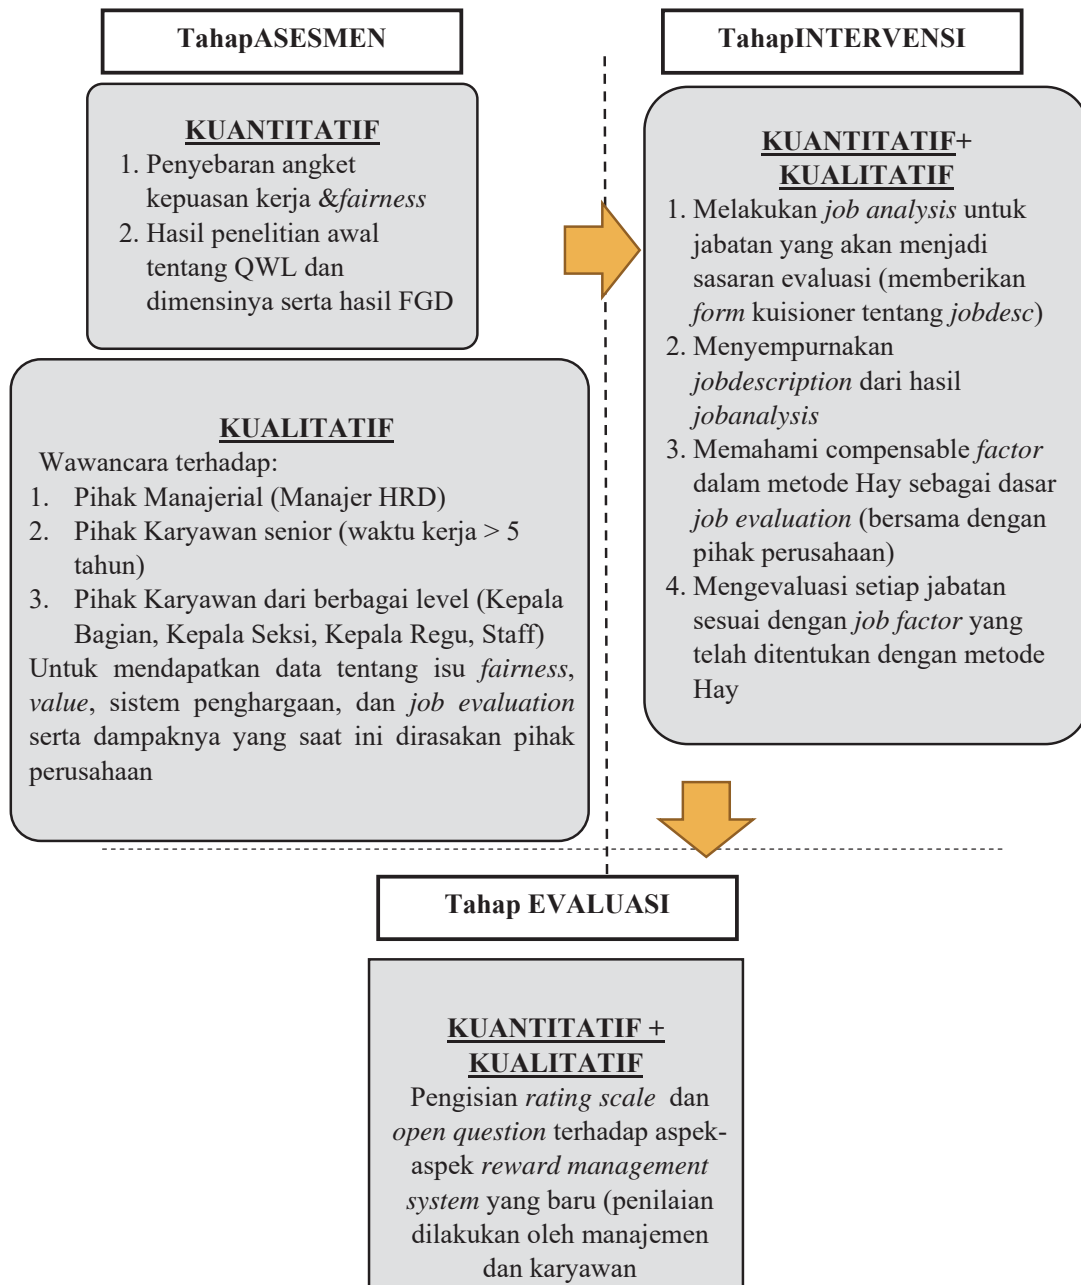 TahapASESMEN
KUANTITATIF
1. Penyebaran angket
kepuasan kerja &fairness
2. Hasil penelitian awal
tentang QWL dan
dimensinya serta hasil FGD
KUALITATIF
Wawancara terhadap:
1. Pihak Manajerial (Manajer HRD)
2. Pihak Karyawan senior (waktu kerja > 5
tahun)
3. Pihak Karyawan dari berbagai level (Kepala
Bagian, Kepala Seksi, Kepala Regu, Staff)
Untuk mendapatkan data tentang isu fairness,
value, sistem penghargaan, dan job evaluation
serta dampaknya yang saat ini dirasakan pihak
perusahaan
TahapINTERVENSI
KUANTITATIF+
KUALITATIF
1. Melakukan job analysis untuk
jabatan yang akan menjadi
sasaran evaluasi (memberikan
form kuisioner tentang jobdesc)
2. Menyempurnakan
jobdescription dari hasil
jobanalysis
3. Memahami compensable factor
dalam metode Hay sebagai dasar
job evaluation (bersama dengan
pihak perusahaan)
4. Mengevaluasi setiap jabatan
sesuai dengan job factor yang
telah ditentukan dengan metode
Hay
Tahap EVALUASI
KUANTITATIF +
KUALITATIF
Pengisian rating scale dan
open question terhadap aspek-
aspek reward management
system yang baru (penilaian
dilakukan oleh manajemen
dan karyawan